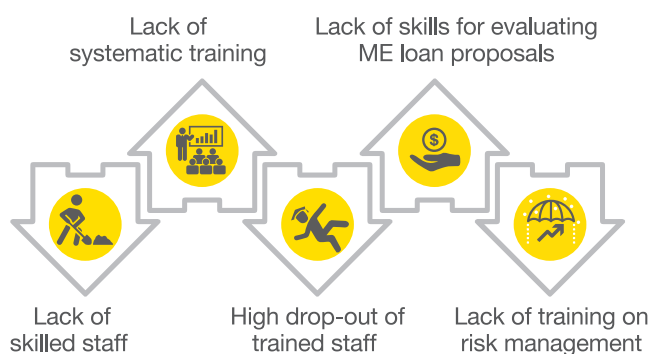 Lack of
systematic training
Lack of skills for evaluating
ME loan proposals
$
Lack of
skilled staff
High drop-out of
trained staff
Lack of training on
risk management